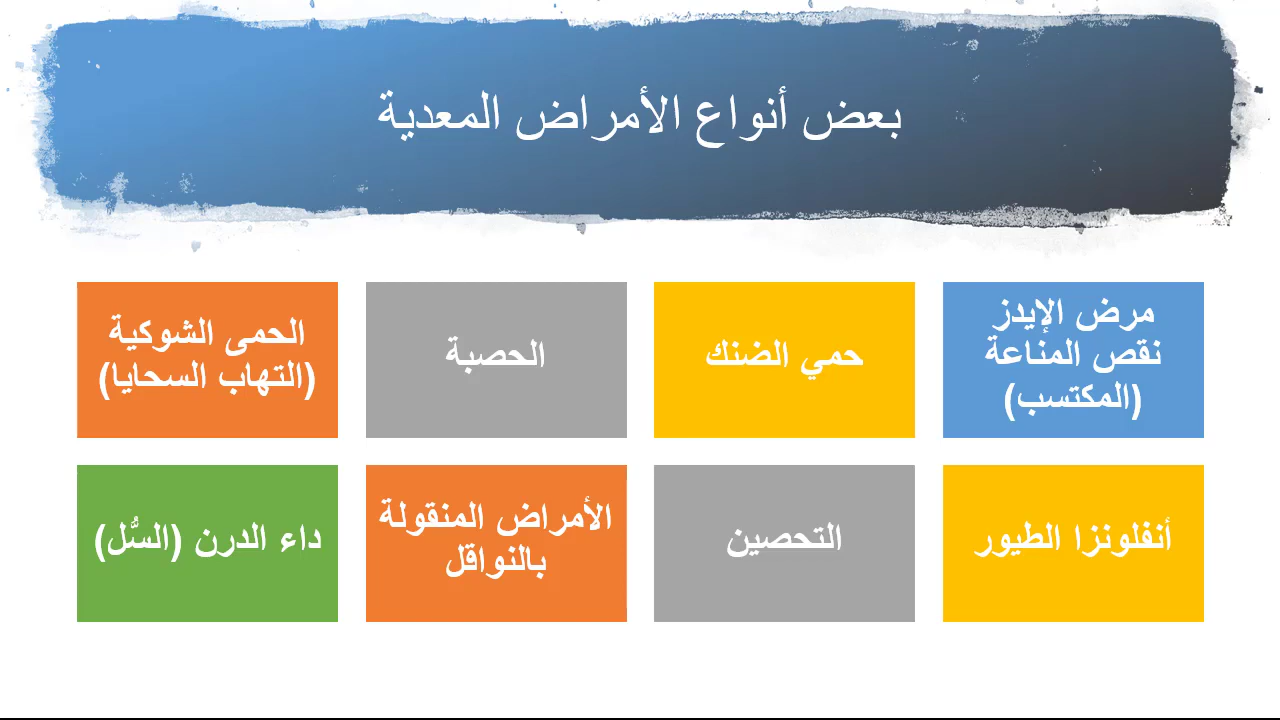 بعض أنواع الأمراض المعدية
مرض الإيدز
نقص المناعة
(المكتسب)
حمي الضنك
الحصبة
الحمى الشوكية
(التهاب السحايا)
أنفلونزا الطيور
التحصين
الأمراض المنقولة
بالنواقل
داء الدرن (السُّل)